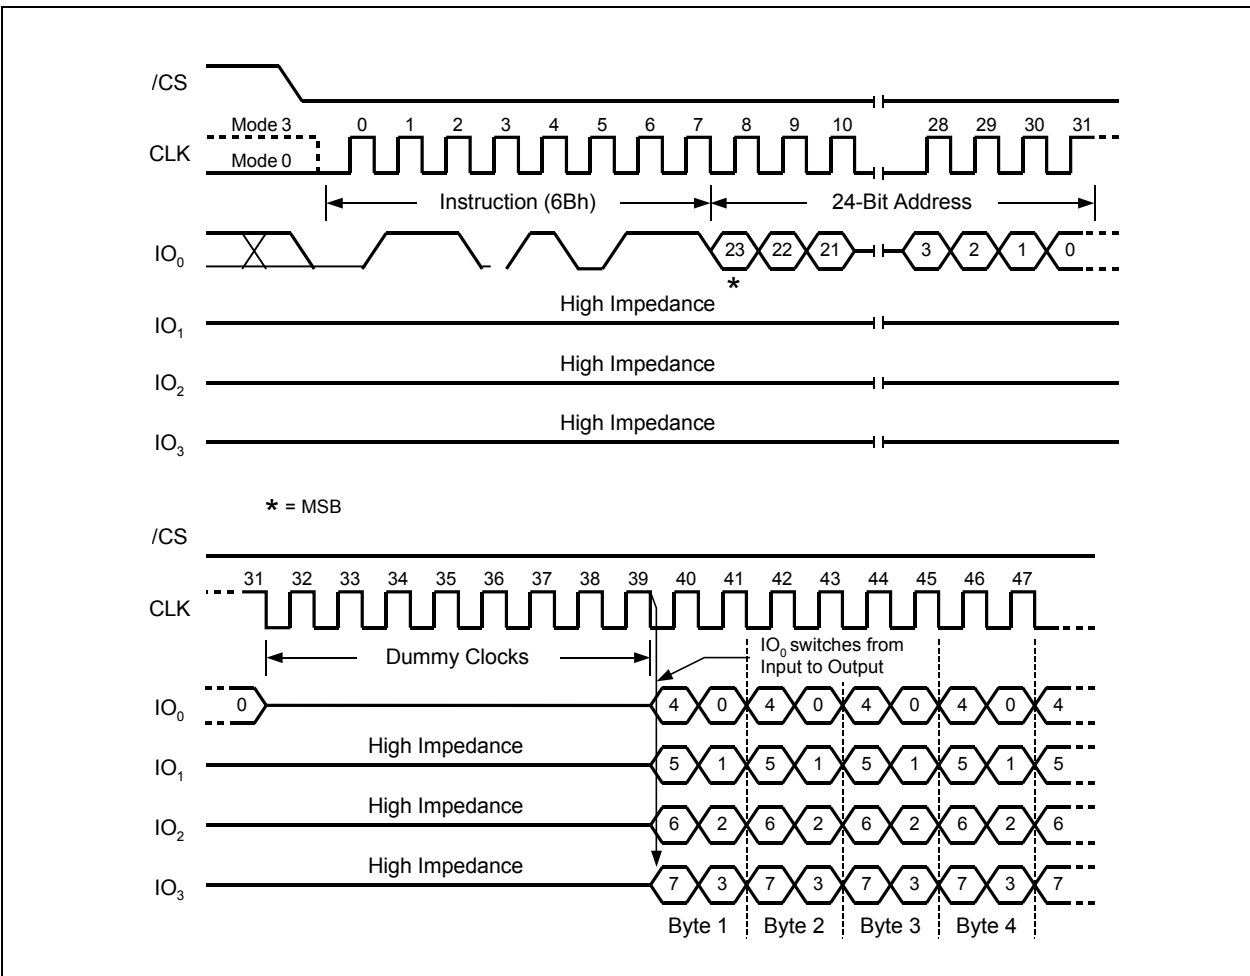 /CS
Mode 3 0 1 2 3 4 5 6 7 8 9 10 28 29 30 31
CLK
Mode 0
Instruction (6Bh) 24-Bit Address
IO0 23 22 21 3 2 1 0
*
High Impedance
IO1
High Impedance
IO2
High Impedance
IO3
* = MSB
/CS
31 32 33 34 35 36 37 38 39 40 41 42 43 44 45 46 47
CLK
Dummy Clocks
IO0 switches from
Input to Output
IO0 0 4 0 4 0 4 0 4 0 4
High Impedance
IO1 5 1 5 1 5 1 5 1 5
High Impedance
IO2 6 2 6 2 6 2 6 2 6
High Impedance
IO3 7 3 7 3 7 3 7 3 7
Byte 1 Byte 2 Byte 3 Byte 4